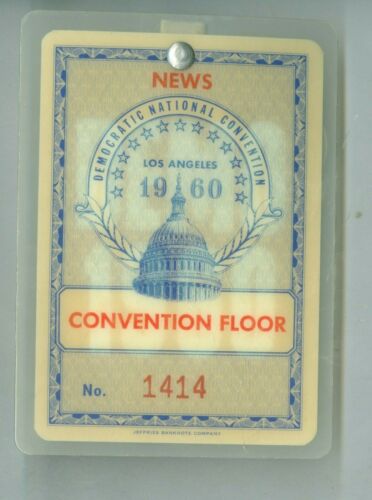 NEWS
DEMOCRATIC NATIONAL CONVENTION
LOS ANGELES
1960
CONVENTION FLOOR
No. 1414
JEFFRIES BANKNOTE COMPANY